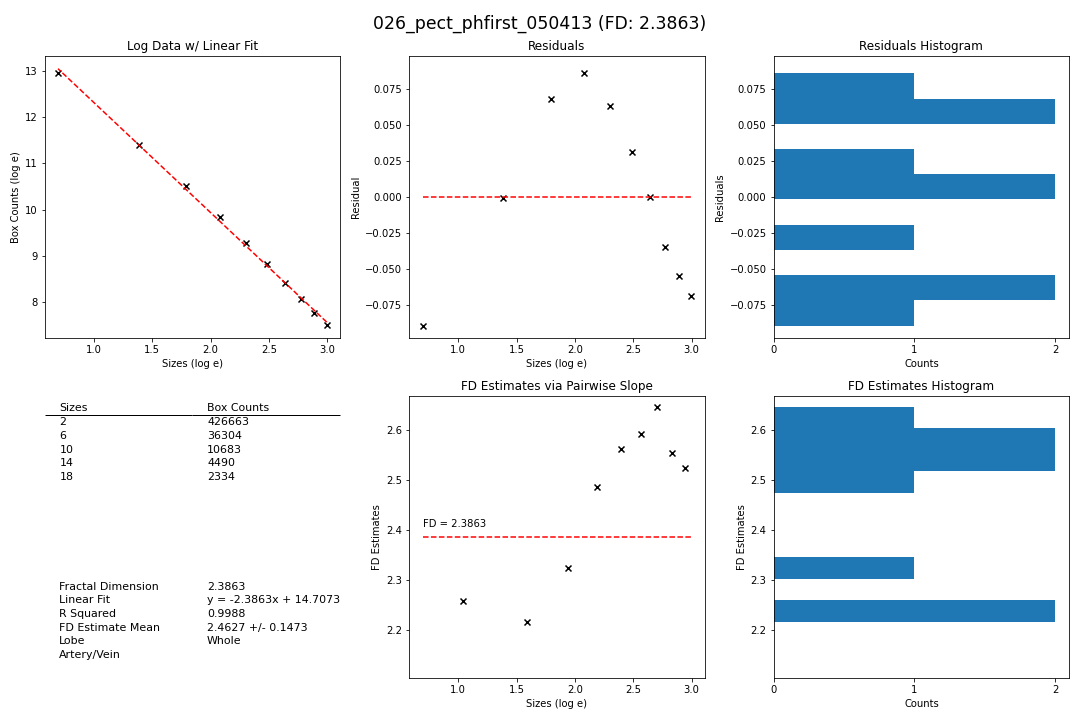 026_pect_phfirst_050413 (FD: 2.3863)
Log Data w/ Linear Fit
Box Counts (log e)
13
12
11
10
9
8
1.0 1.5 2.0 2.5 3.0
Sizes (log e)
Residuals
Residual
0.075
0.050
0.025
0.000
−0.025
−0.050
−0.075
1.0 1.5 2.0 2.5 3.0
Sizes (log e)
Residuals Histogram
Residuals
0.075
0.050
0.025
0.000
−0.025
−0.050
−0.075
0 1 2
Counts
Sizes Box Counts
2 426663
6 36304
10 10683
14 4490
18 2334
Fractal Dimension 2.3863
Linear Fit y = -2.3863x + 14.7073
R Squared 0.9988
FD Estimate Mean 2.4627 +/- 0.1473
Lobe Whole
Artery/Vein
FD Estimates via Pairwise Slope
FD Estimates
2.6
2.5
2.4
2.3
2.2
FD = 2.3863
1.0 1.5 2.0 2.5 3.0
Sizes (log e)
FD Estimates Histogram
FD Estimates
2.6
2.5
2.4
2.3
2.2
0 1 2
Counts